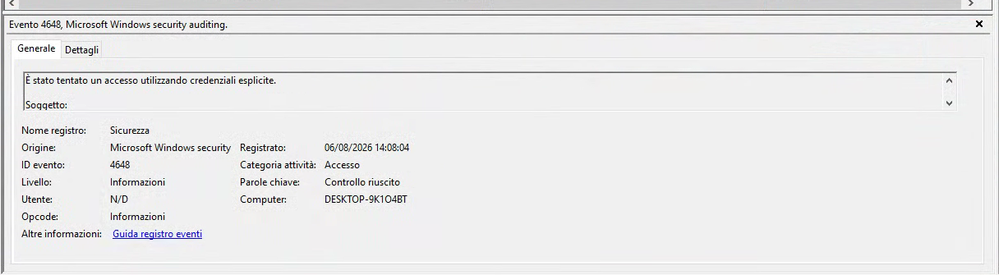 Evento 4648, Microsoft Windows security auditing.
Generale Dettagli
È stato tentato un accesso utilizzando credenziali esplicite.
Soggetto:
Nome registro: Sicurezza
Origine: Microsoft Windows security Registrato: 06/08/2026 14:08:04
ID evento: 4648 Categoria attività: Accesso
Livello: Informazioni Parole chiave: Controllo riuscito
Utente: N/D Computer: DESKTOP-9K1O4BT
Opcode: Informazioni
Altre informazioni: Guida registro eventi